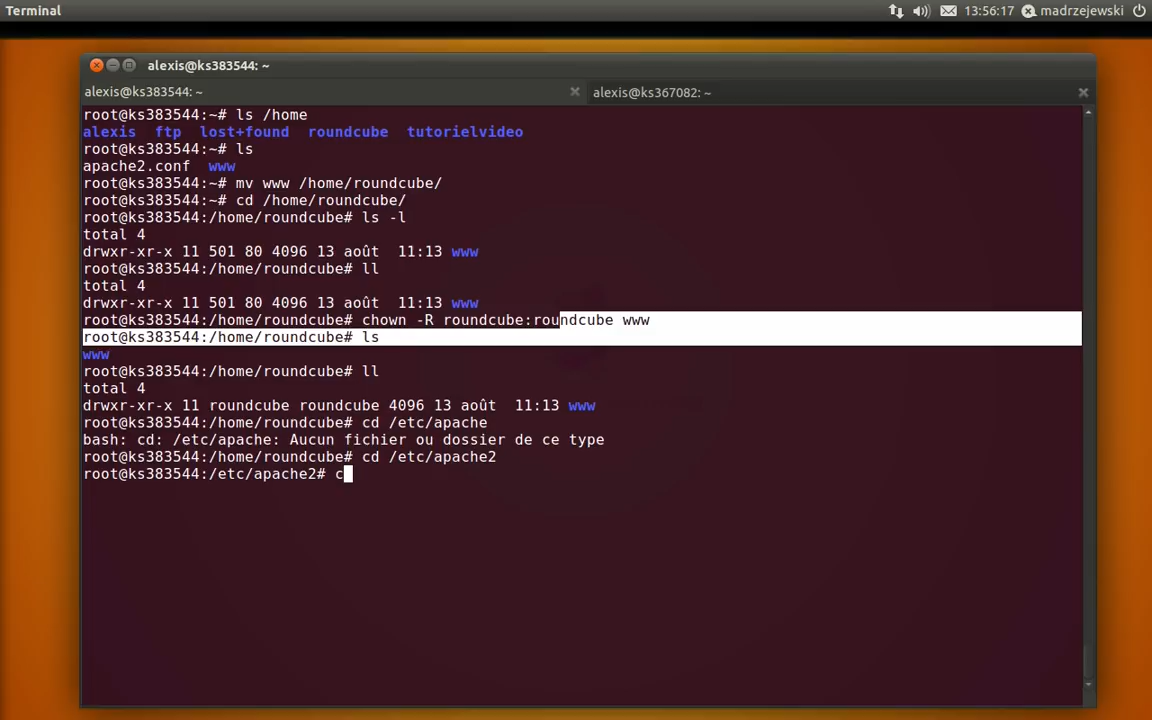 Terminal
13:56:17
madrzejewski
alexis@ks383544: ~
alexis@ks383544: ~
alexis@ks367082: ~
root@ks383544:~# ls /home
alexis  ftp  lost+found  roundcube  tutorielvideo
root@ks383544:~# ls
apache2.conf  www
root@ks383544:~# mv www /home/roundcube/
root@ks383544:~# cd /home/roundcube/
root@ks383544:/home/roundcube# ls -l
total 4
drwxr-xr-x 11 501 80 4096 13 août  11:13 www
root@ks383544:/home/roundcube# ll
total 4
drwxr-xr-x 11 501 80 4096 13 août  11:13 www
root@ks383544:/home/roundcube# chown -R roundcube:roundcube www
root@ks383544:/home/roundcube# ls
www
root@ks383544:/home/roundcube# ll
total 4
drwxr-xr-x 11 roundcube roundcube 4096 13 août  11:13 www
root@ks383544:/home/roundcube# cd /etc/apache
bash: cd: /etc/apache: Aucun fichier ou dossier de ce type
root@ks383544:/home/roundcube# cd /etc/apache2
root@ks383544:/etc/apache2# c